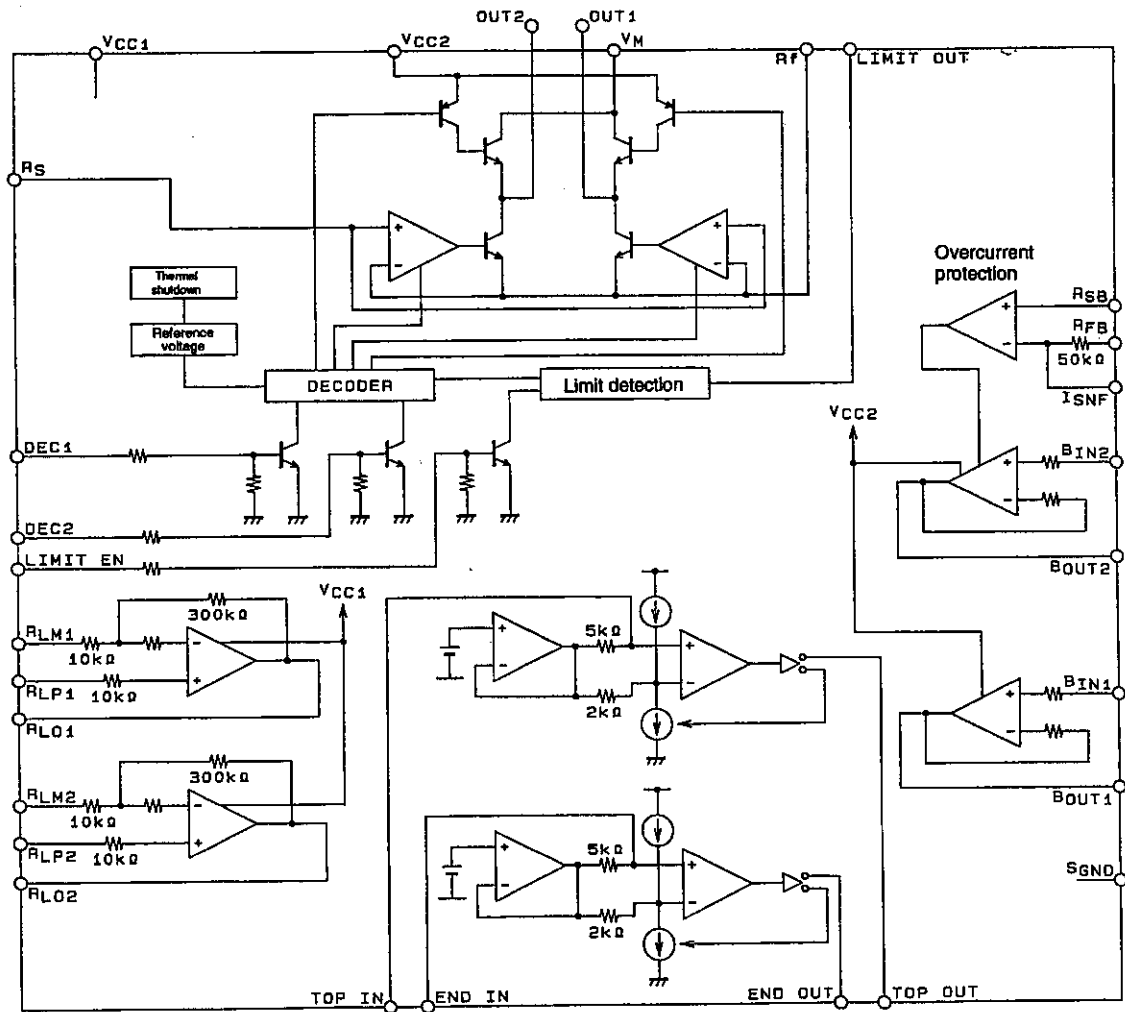 OUT2 OUT1
VCC1 VCC2 VM Rf LIMIT OUT
RS
Thermal
shutdown
Reference
voltage
DECODER
Limit detection
Overcurrent
protection
RSB
RFB
50kΩ
ISNF
VCC2
BIN2
BOUT2
BIN1
BOUT1
SGND
DEC1
DEC2
LIMIT EN
VCC1
300kΩ
RLM1
10kΩ
RLP1
10kΩ
RLO1
300kΩ
RLM2
10kΩ
RLP2
10kΩ
RLO2
5kΩ
2kΩ
5kΩ
2kΩ
TOP IN END IN END OUT TOP OUT
+
−
+
−
+
−
+
−
+
−
−
+
−
+
+
−
+
−
+
−
+
−